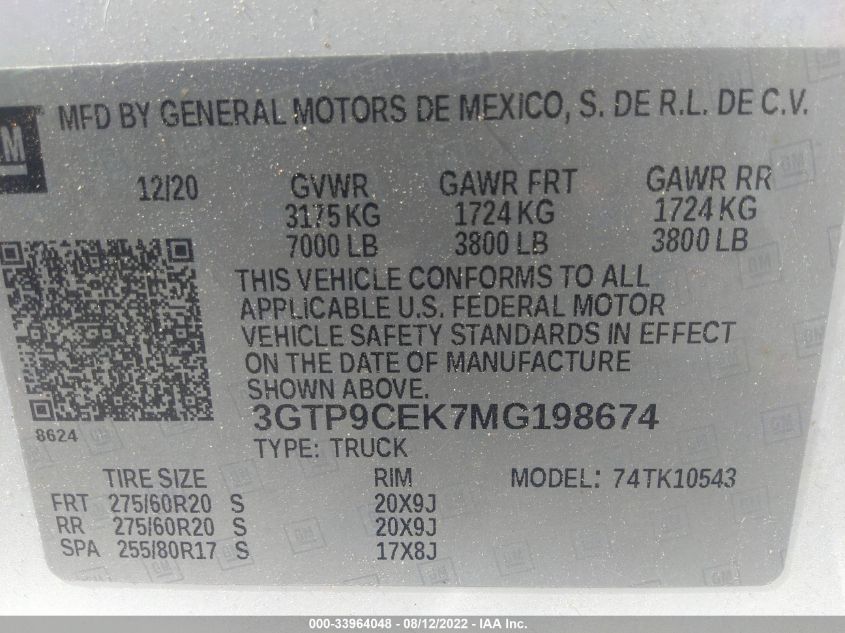 GM
MFD BY GENERAL MOTORS DE MEXICO, S. DE R.L. DE C.V.
12/20 GVWR GAWR FRT GAWR RR
3175 KG 1724 KG 1724 KG
7000 LB 3800 LB 3800 LB
THIS VEHICLE CONFORMS TO ALL
APPLICABLE U.S. FEDERAL MOTOR
VEHICLE SAFETY STANDARDS IN EFFECT
ON THE DATE OF MANUFACTURE
SHOWN ABOVE.
8624 3GTP9CEK7MG198674
TYPE: TRUCK
TIRE SIZE RIM MODEL: 74TK10543
FRT 275/60R20 S 20X9J
RR 275/60R20 S 20X9J
SPA 255/80R17 S 17X8J
000-33964048 - 08/12/2022 - IAA Inc.